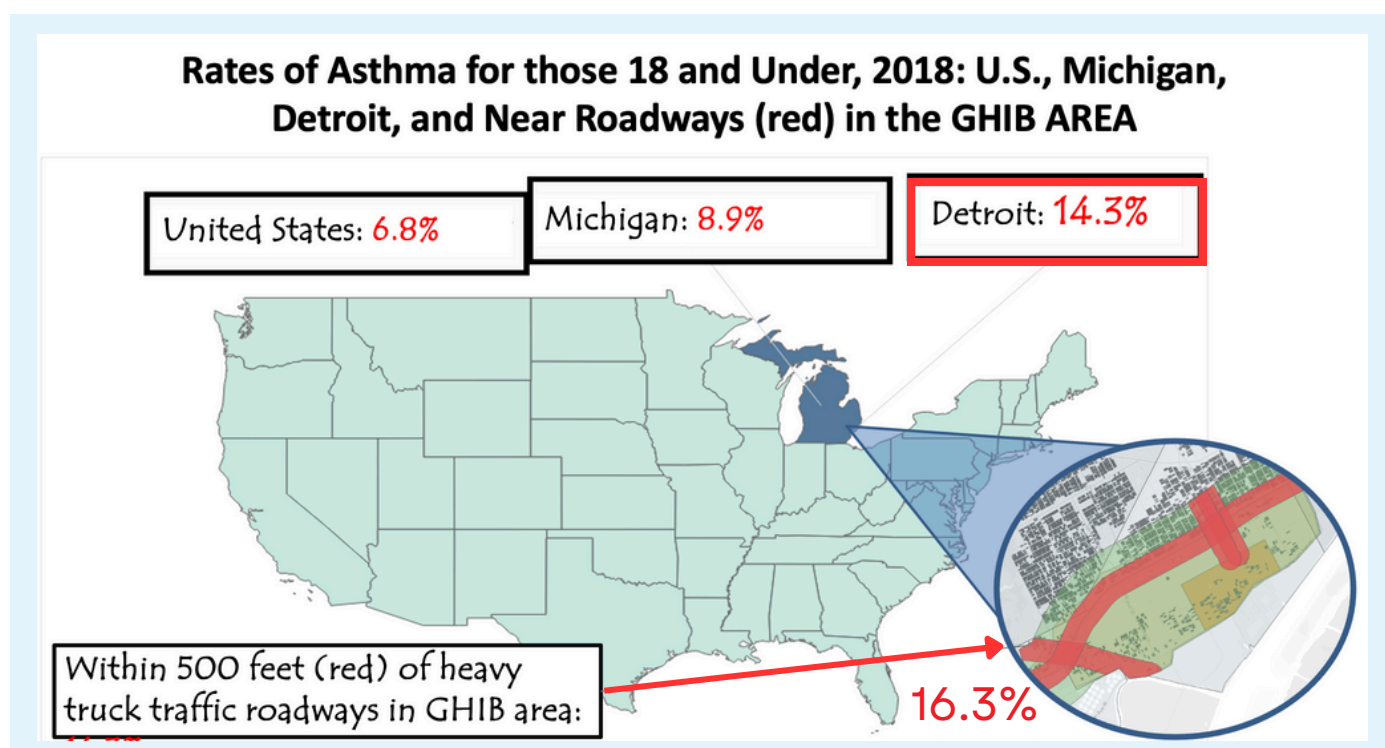 Rates of Asthma for those 18 and Under, 2018: U.S., Michigan,
Detroit, and Near Roadways (red) in the GHIB AREA
United States: 6.8%
Michigan: 8.9%
Detroit: 14.3%
Within 500 feet (red) of heavy
truck traffic roadways in GHIB area:
16.3%